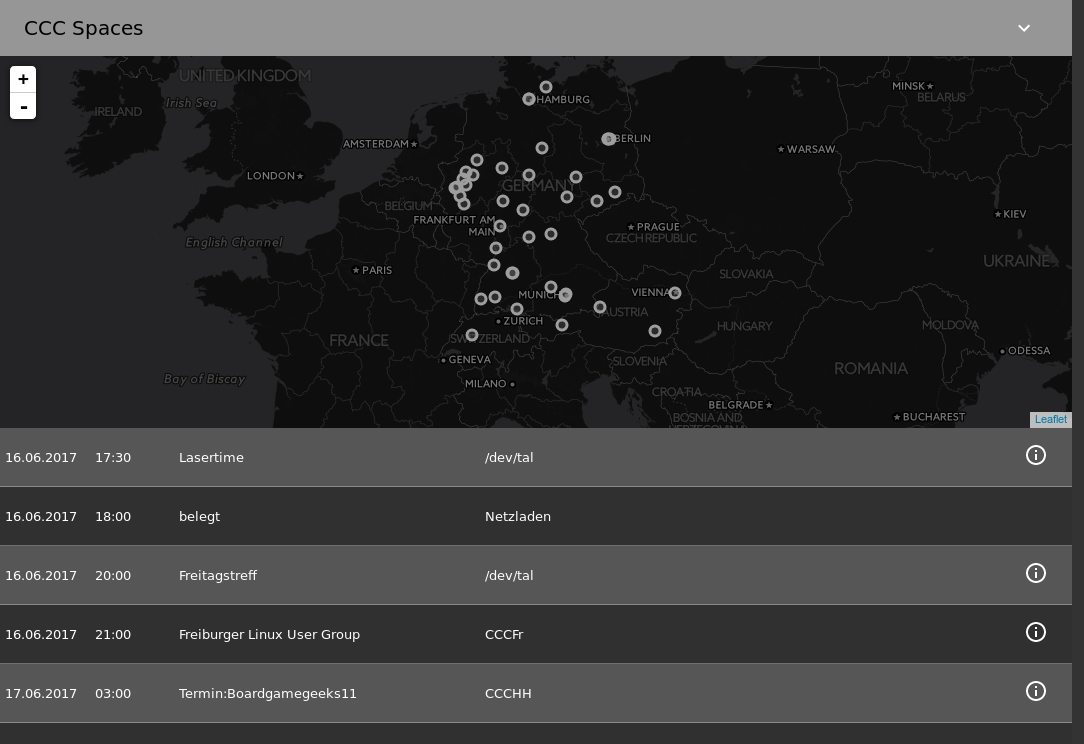 CCC Spaces
+
-
UNITED KINGDOM
Irish Sea
IRELAND
HAMBURG
MINSK
BELARUS
AMSTERDAM
BERLIN
WARSAW
LONDON
GERMANY
BELGIUM
FRANKFURT AM
MAIN
PRAGUE
CZECH REPUBLIC
KIEV
English Channel
UKRAINE
PARIS
SLOVAKIA
MUNICH
VIENNA
AUSTRIA
ZURICH
HUNGARY
MOLDOVA
FRANCE
SWITZERLAND
ODESSA
GENEVA
SLOVENIA
ROMANIA
Bay of Biscay
MILANO
CROATIA
BELGRADE
BOSNIA AND
HERZEGOVINA
BUCHAREST
Leaflet
16.06.2017 17:30 Lasertime /dev/tal
16.06.2017 18:00 belegt Netzladen
16.06.2017 20:00 Freitagstreff /dev/tal
16.06.2017 21:00 Freiburger Linux User Group CCCFr
17.06.2017 03:00 Termin:Boardgamegeeks11 CCCHH